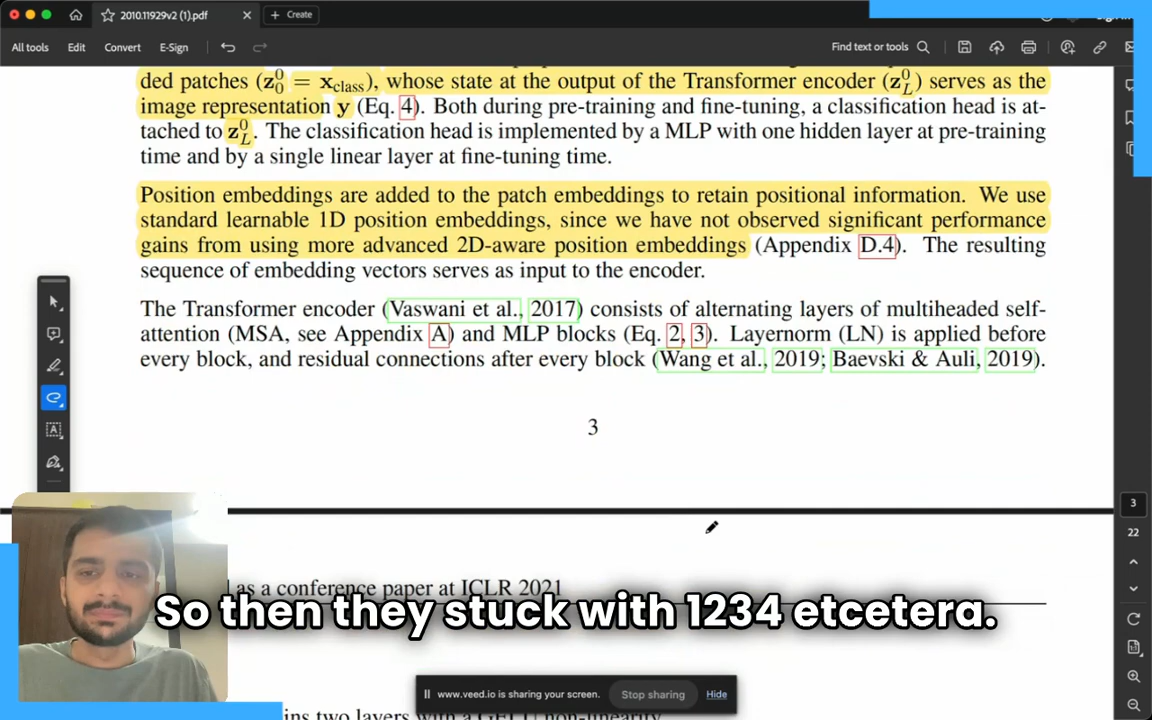 2010.11929v2 (1).pdf
Create
All tools
Edit
Convert
E-Sign
Find text or tools
ded patches (z₀⁰ = x_class), whose state at the output of the Transformer encoder (z_L⁰) serves as the
image representation y (Eq. 4). Both during pre-training and fine-tuning, a classification head is at-
tached to z_L⁰. The classification head is implemented by a MLP with one hidden layer at pre-training
time and by a single linear layer at fine-tuning time.
Position embeddings are added to the patch embeddings to retain positional information. We use
standard learnable 1D position embeddings, since we have not observed significant performance
gains from using more advanced 2D-aware position embeddings (Appendix D.4). The resulting
sequence of embedding vectors serves as input to the encoder.
The Transformer encoder (Vaswani et al., 2017) consists of alternating layers of multiheaded self-
attention (MSA, see Appendix A) and MLP blocks (Eq. 2, 3). Layernorm (LN) is applied before
every block, and residual connections after every block (Wang et al., 2019; Baevski & Auli, 2019).
3
3
22
as a conference paper at ICLR 2021
So then they stuck with 1234 etcetera.
www.veed.io is sharing your screen.
Stop sharing
Hide